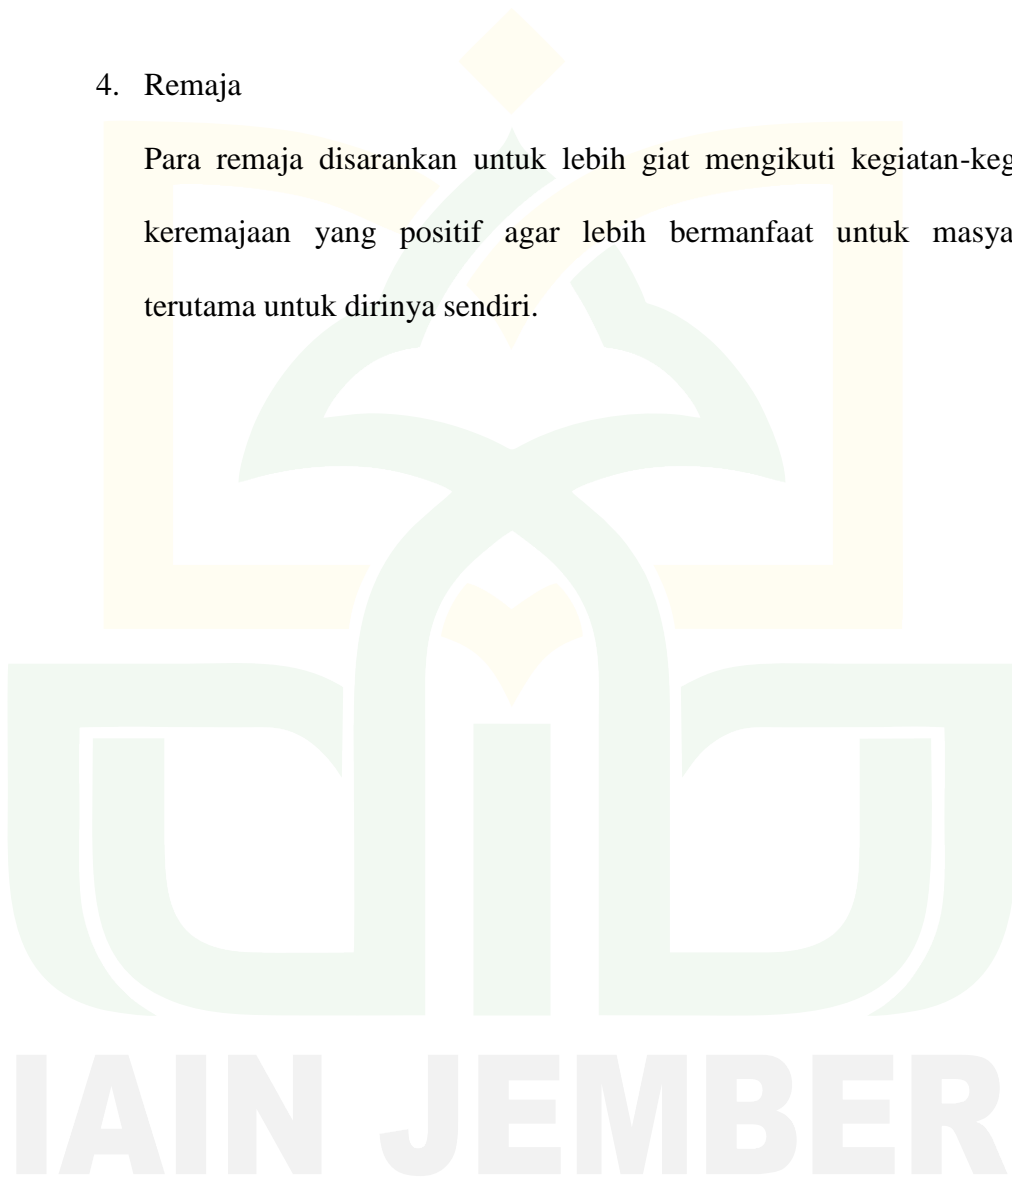 4. Remaja
Para remaja disarankan untuk lebih giat mengikuti kegiatan-keg
keremajaan yang positif agar lebih bermanfaat untuk masya
terutama untuk dirinya sendiri.
IAIN JEMBER